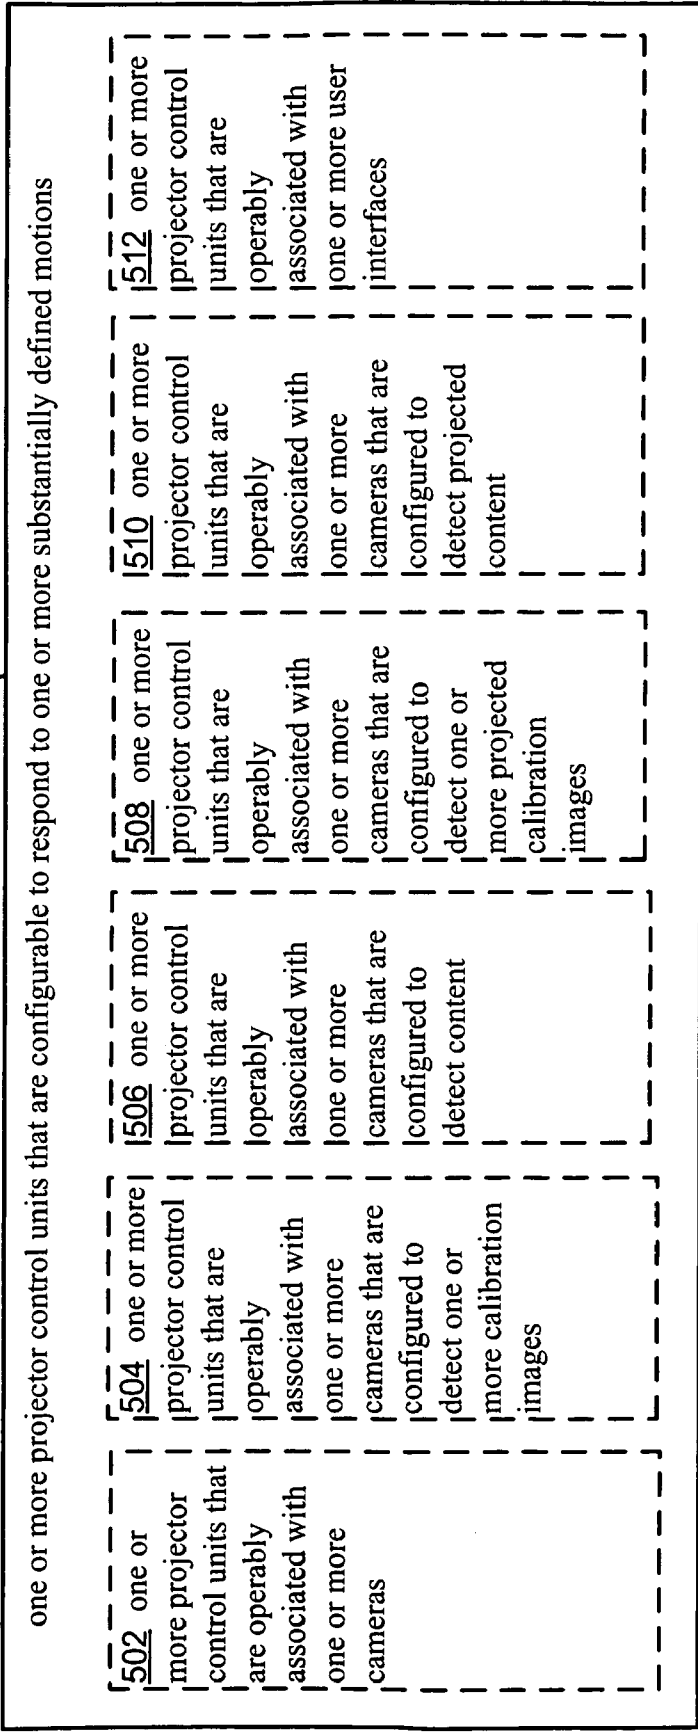 one or more projector control units that are configurable to respond to one or more substantially defined motions
502 one or
more projector
control units that
are operably
associated with
one or more
cameras
504 one or more
projector control
units that are
operably
associated with
one or more
cameras that are
configured to
detect one or
more calibration
images
506 one or more
projector control
units that are
operably
associated with
one or more
cameras that are
configured to
detect content
508 one or more
projector control
units that are
operably
associated with
one or more
cameras that are
configured to
detect one or
more projected
calibration
images
510 one or more
projector control
units that are
operably
associated with
one or more
cameras that are
configured to
detect projected
content
512 one or more
projector control
units that are
operably
associated with
one or more user
interfaces